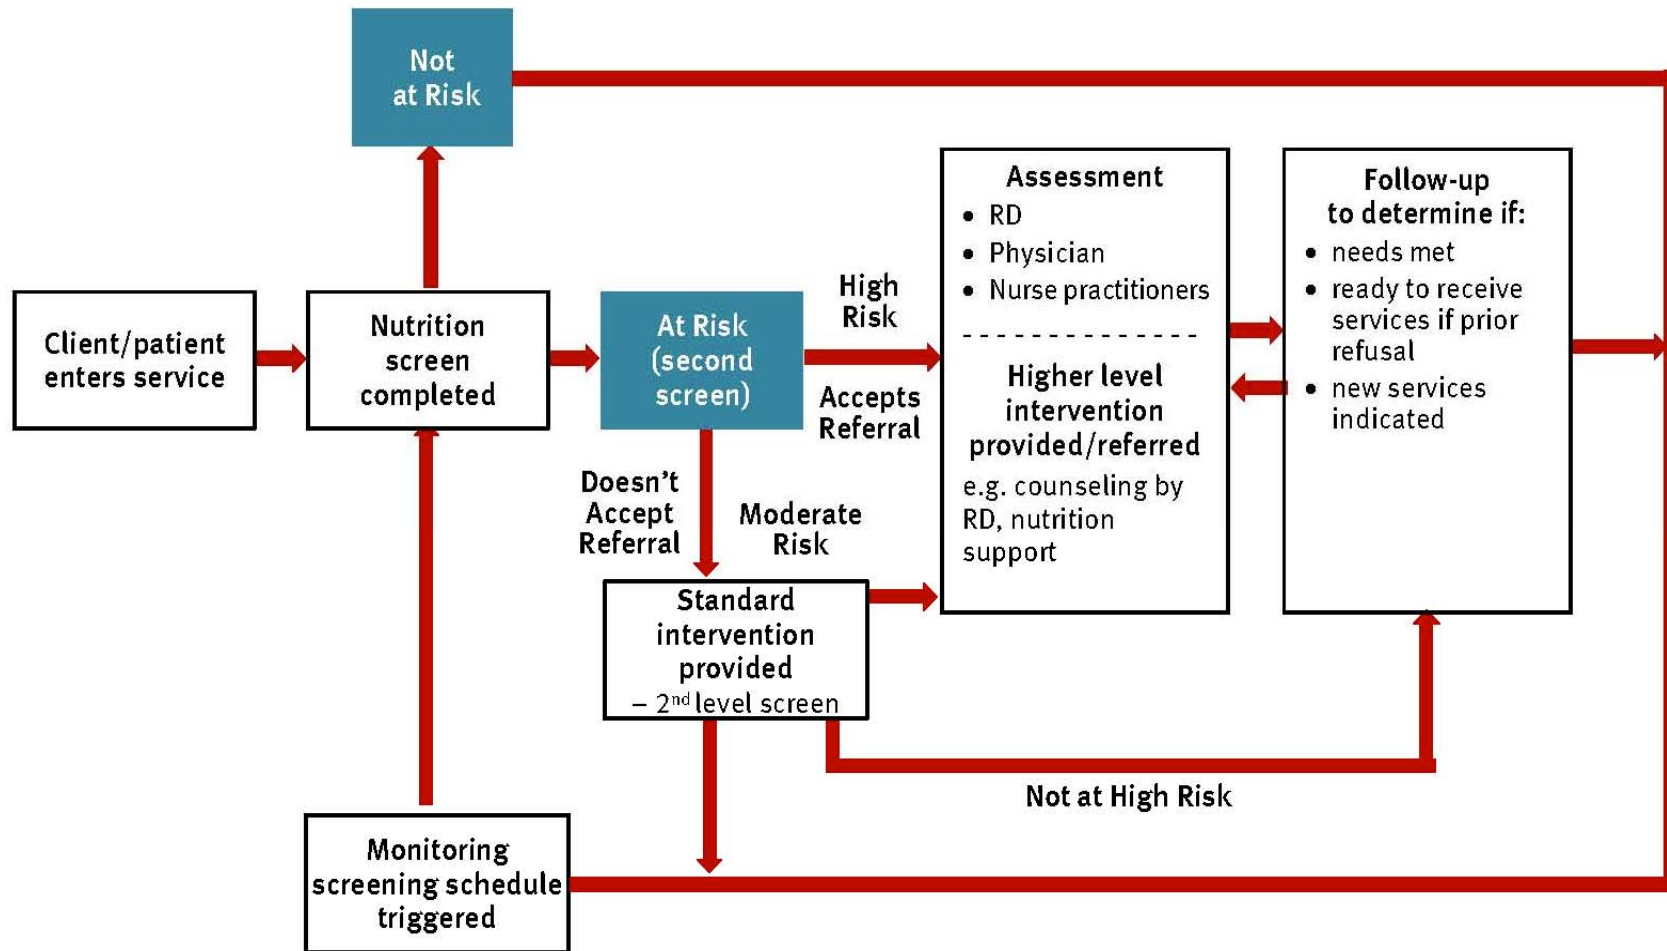 Not
at Risk
Client/patient
enters service
Nutrition
screen
completed
At Risk
(second
screen)
High
Risk
Accepts
Referral
Assessment
• RD
• Physician
• Nurse practitioners
Higher level
intervention
provided/referred
e.g. counseling by
RD, nutrition
support
Follow-up
to determine if:
• needs met
• ready to receive
services if prior
refusal
• new services
indicated
Doesn't
Accept
Referral
Moderate
Risk
Standard
intervention
provided
– 2nd level screen
Not at High Risk
Monitoring
screening schedule
triggered